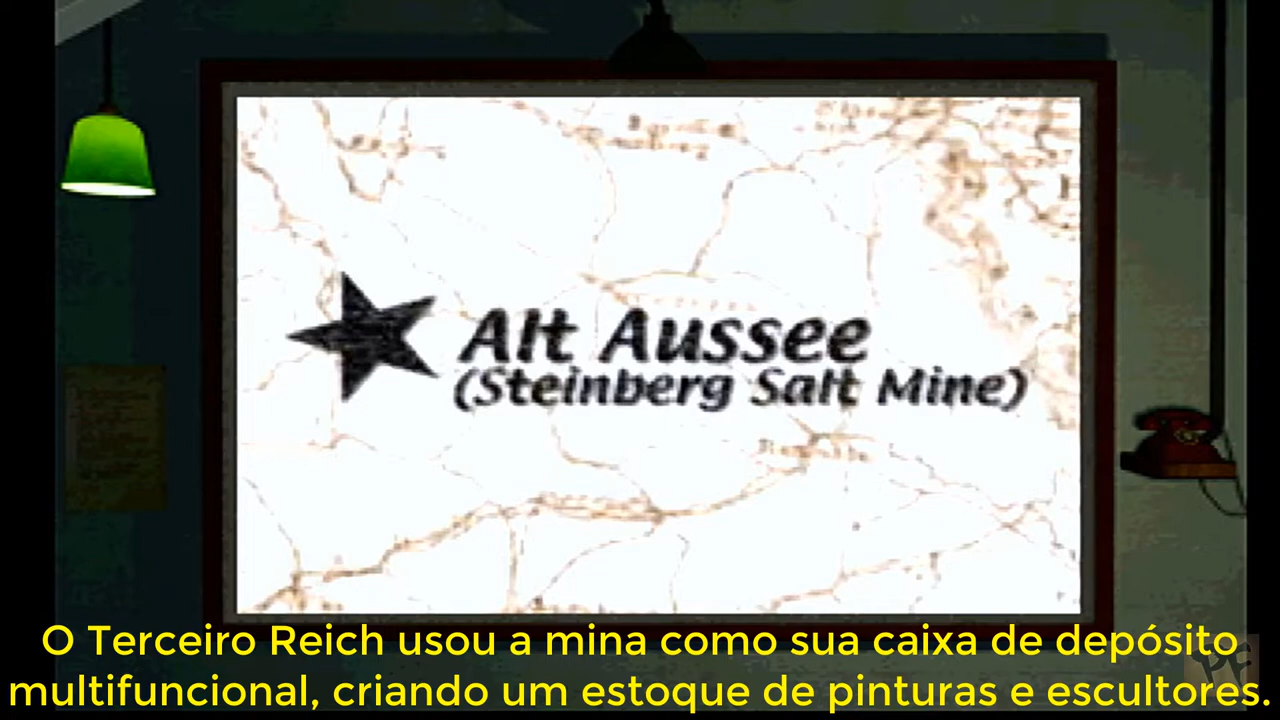 Alt Aussee
(Steinberg Salt Mine)
O Terceiro Reich usou a mina como sua caixa de depósito
multifuncional, criando um estoque de pinturas e escultores.